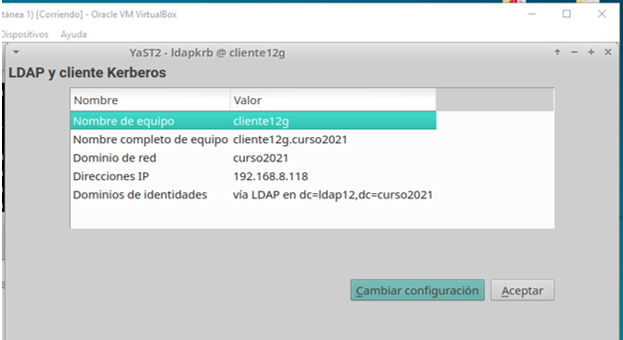 tánea 1) [Corriendo] - Oracle VM VirtualBox
Dispositivos Ayuda
YaST2 - ldapkrb @ cliente12g
LDAP y cliente Kerberos
Nombre Valor
Nombre de equipo cliente12g
Nombre completo de equipo cliente12g.curso2021
Dominio de red curso2021
Direcciones IP 192.168.8.118
Dominios de identidades vía LDAP en dc=ldap12,dc=curso2021
Cambiar configuración Aceptar